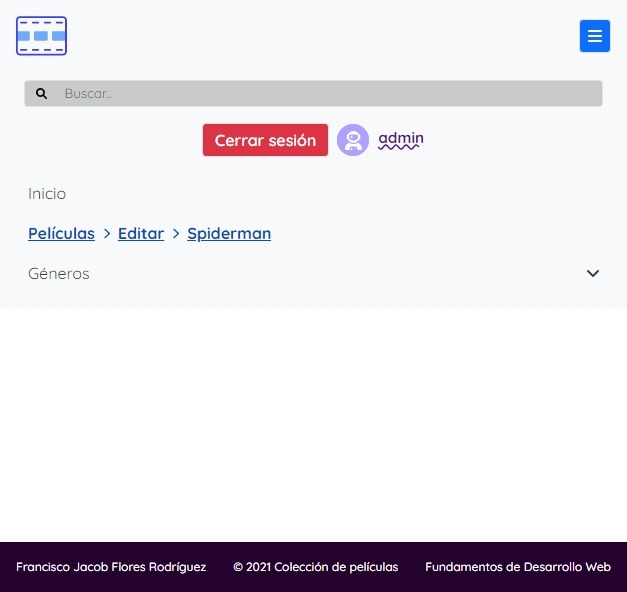 Buscar...
Cerrar sesión admin
Inicio
Películas > Editar > Spiderman
Géneros
Francisco Jacob Flores Rodríguez © 2021 Colección de películas Fundamentos de Desarrollo Web